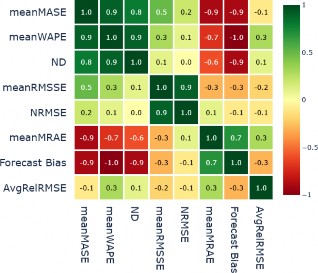 meanMASE 1.0 0.9 0.8 0.5 0.2 -0.9 -0.9 -0.1
meanWAPE 0.9 1.0 0.9 0.3 0.1 -0.7 -1.0 0.3
ND 0.8 0.9 1.0 0.1 0.0 -0.6 -0.9 0.1
meanRMSSE 0.5 0.3 0.1 1.0 0.9 -0.3 -0.3 -0.2
NRMSE 0.2 0.1 0.0 0.9 1.0 0.1 -0.1 -0.1
meanMRAE -0.9 -0.7 -0.6 -0.3 0.1 1.0 0.7 0.3
Forecast Bias -0.9 -1.0 -0.9 -0.3 -0.1 0.7 1.0 -0.3
AvgRelRMSE -0.1 0.3 0.1 -0.2 -0.1 0.3 -0.3 1.0
meanMASE
meanWAPE
ND
meanRMSSE
NRMSE
meanMRAE
Forecast Bias
AvgRelRMSE
1
0.5
0
−0.5
−1